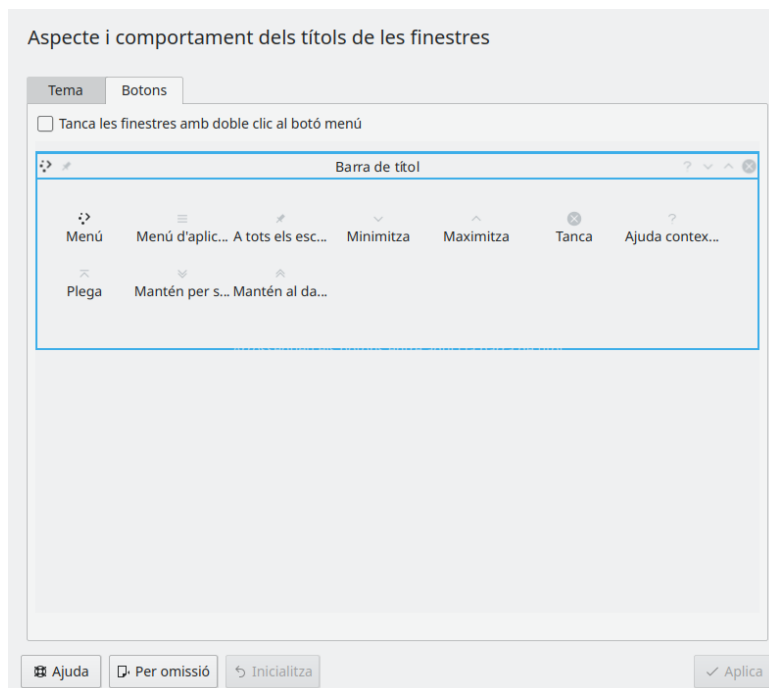 Aspecte i comportament dels títols de les finestres
Tema Botons
Tanca les finestres amb doble clic al botó menú
Barra de títol
Menú Menú d'aplic... A tots els esc... Minimitza Maximitza Tanca Ajuda contex...
Plega Mantén per s... Mantén al da...
Ajuda Per omissió Inicialitza Aplica